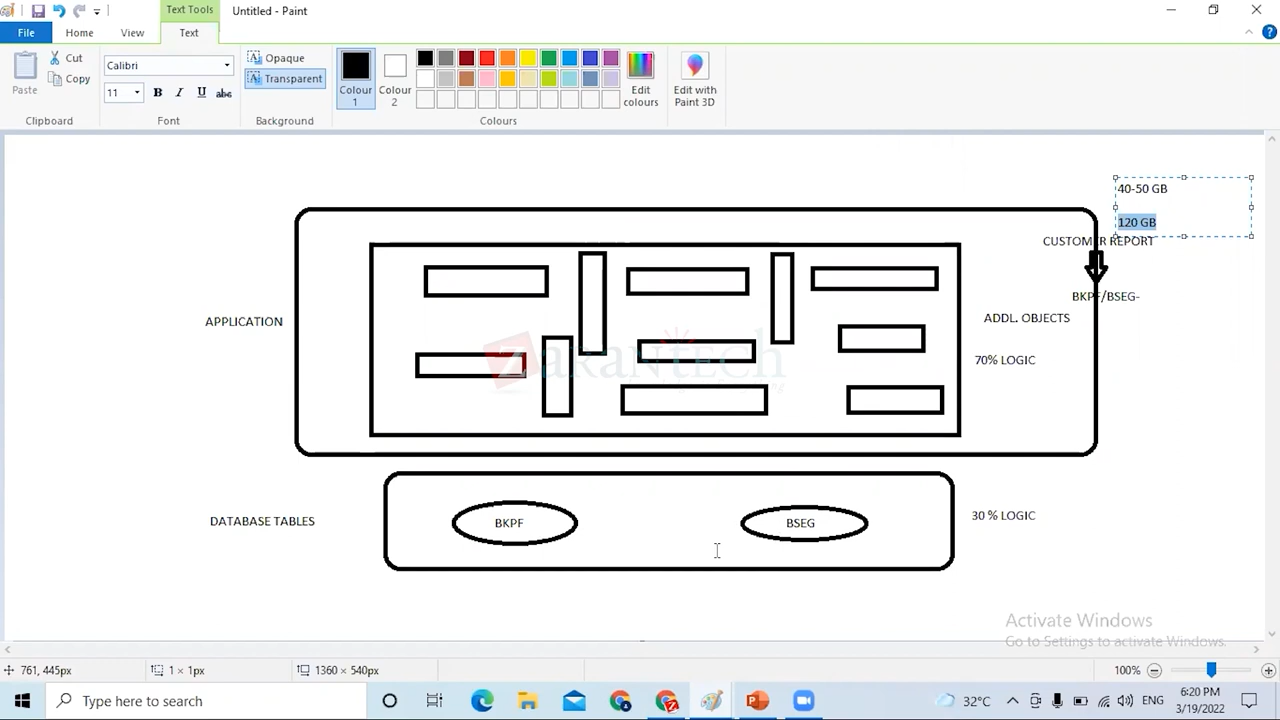 Text Tools
Untitled - Paint
File
Home
View
Text
Paste
Cut
Copy
Clipboard
Calibri
11
B I U abc
Font
Opaque
Transparent
Background
Colour 1
Colour 2
Edit colours
Colours
Edit with Paint 3D
40-50 GB
120 GB
CUSTOMER REPORT
BKPF/BSEG-
ADDL. OBJECTS
APPLICATION
70% LOGIC
ZaranTech
DATABASE TABLES
BKPF
BSEG
30 % LOGIC
Activate Windows
Go to Settings to activate Windows.
761, 445px
1 × 1px
1360 × 540px
100%
Type here to search
32°C
ENG
6:20 PM
3/19/2022